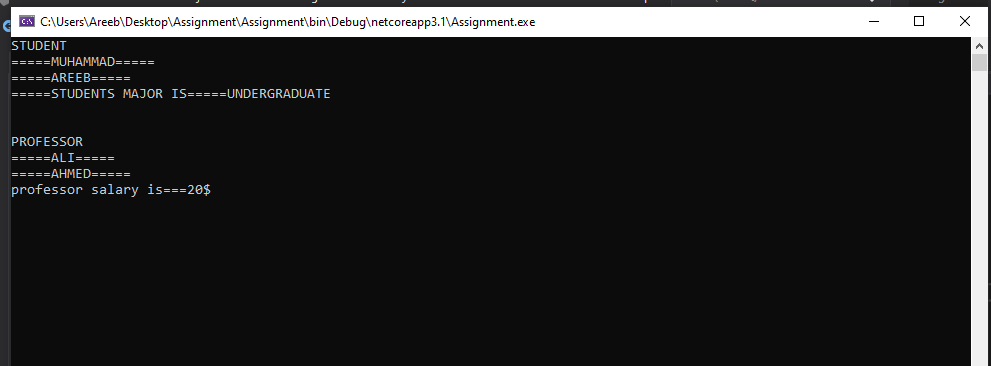 C:\Users\Areeb\Desktop\Assignment\Assignment\bin\Debug\netcoreapp3.1\Assignment.exe
STUDENT
=====MUHAMMAD=====
=====AREEB=====
=====STUDENTS MAJOR IS=====UNDERGRADUATE
PROFESSOR
=====ALI=====
=====AHMED=====
professor salary is===20$